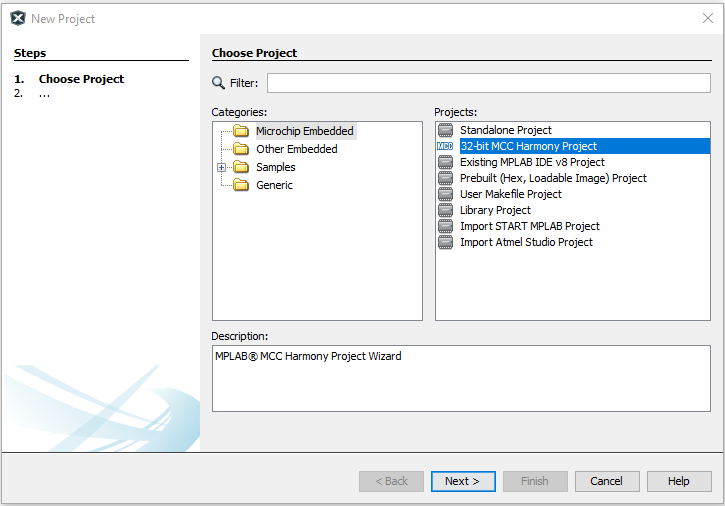 New Project
Steps
1. Choose Project
2. ...
Choose Project
Filter:
Categories:
Microchip Embedded
Other Embedded
Samples
Generic
Projects:
Standalone Project
MCC 32-bit MCC Harmony Project
Existing MPLAB IDE v8 Project
Prebuilt (Hex, Loadable Image) Project
User Makefile Project
Library Project
Import START MPLAB Project
Import Atmel Studio Project
Description:
MPLAB® MCC Harmony Project Wizard
< Back Next > Finish Cancel Help